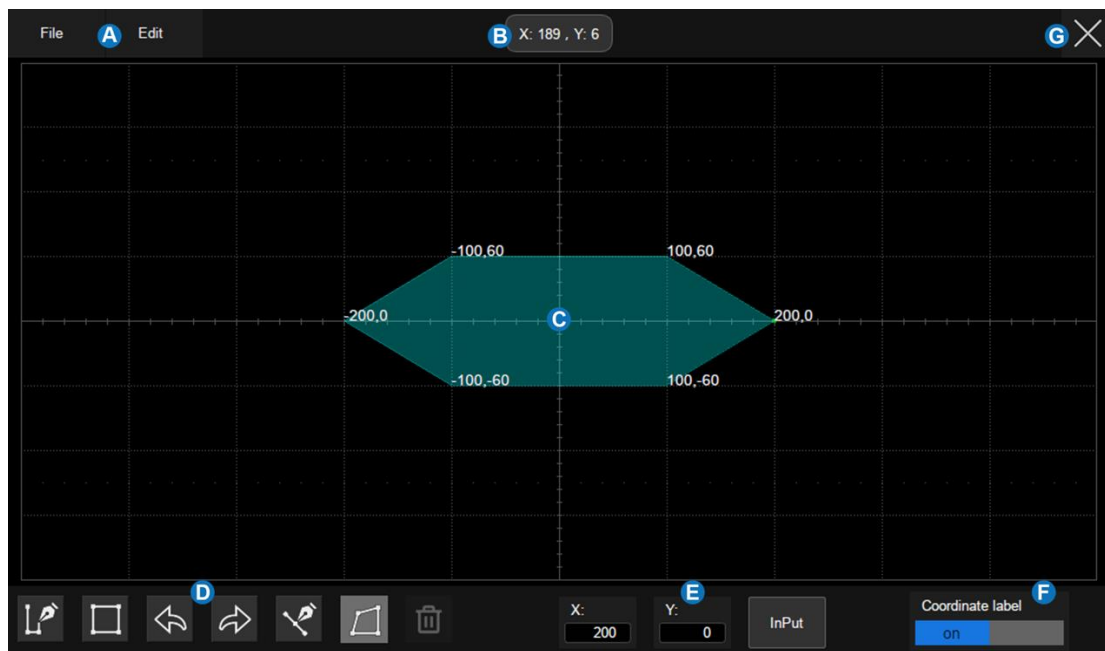 File A Edit B X: 189 , Y: 6 G
-100,60 100,60
-200,0 C 200,0
-100,-60 100,-60
D E F
X: Y: Coordinate label
200 0 InPut on